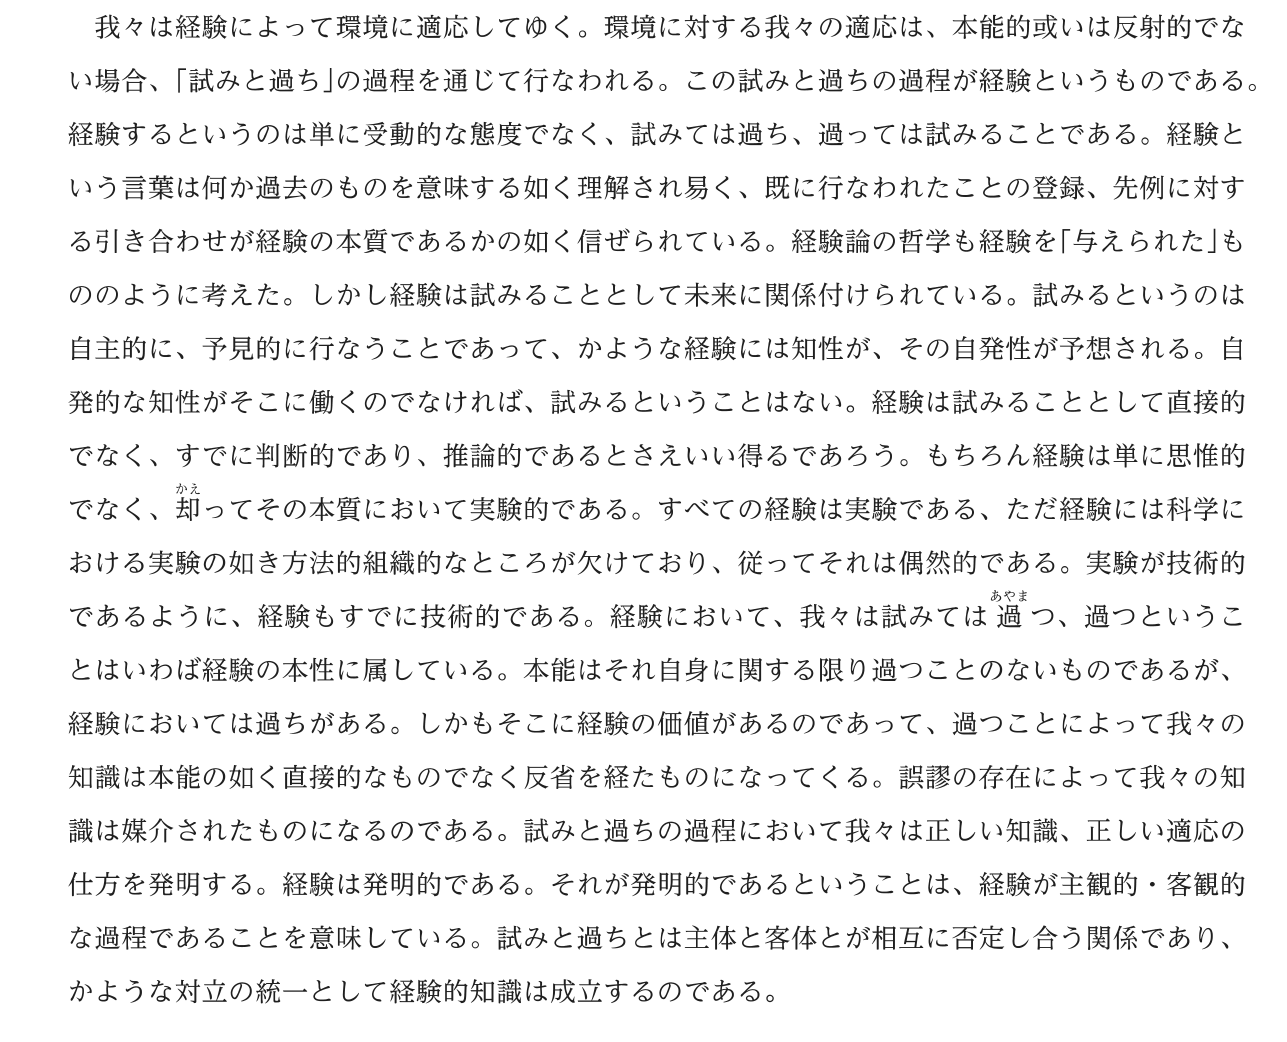 我々は経験によって環境に適応してゆく。環境に対する我々の適応は、本能的或いは反射的でな
い場合、「試みと過ち」の過程を通じて行なわれる。この試みと過ちの過程が経験というものである。
経験するというのは単に受動的な態度でなく、試みては過ち、過っては試みることである。経験と
いう言葉は何か過去のものを意味する如く理解され易く、既に行なわれたことの登録、先例に対す
る引き合わせが経験の本質であるかの如く信ぜられている。経験論の哲学も経験を「与えられた」も
ののように考えた。しかし経験は試みることとして未来に関係付けられている。試みるというのは
自主的に、予見的に行なうことであって、かような経験には知性が、その自発性が予想される。自
発的な知性がそこに働くのでなければ、試みるということはない。経験は試みることとして直接的
でなく、すでに判断的であり、推論的であるとさえいい得るであろう。もちろん経験は単に思惟的
かえ
でなく、却ってその本質において実験的である。すべての経験は実験である、ただ経験には科学に
おける実験の如き方法的組織的なところが欠けており、従ってそれは偶然的である。実験が技術的
あやま
であるように、経験もすでに技術的である。経験において、我々は試みては過つ、過つというこ
とはいわば経験の本性に属している。本能はそれ自身に関する限り過つことのないものであるが、
経験においては過ちがある。しかもそこに経験の価値があるのであって、過つことによって我々の
知識は本能の如く直接的なものでなく反省を経たものになってくる。誤謬の存在によって我々の知
識は媒介されたものになるのである。試みと過ちの過程において我々は正しい知識、正しい適応の
仕方を発明する。経験は発明的である。それが発明的であるということは、経験が主観的・客観的
な過程であることを意味している。試みと過ちとは主体と客体とが相互に否定し合う関係であり、
かような対立の統一として経験的知識は成立するのである。